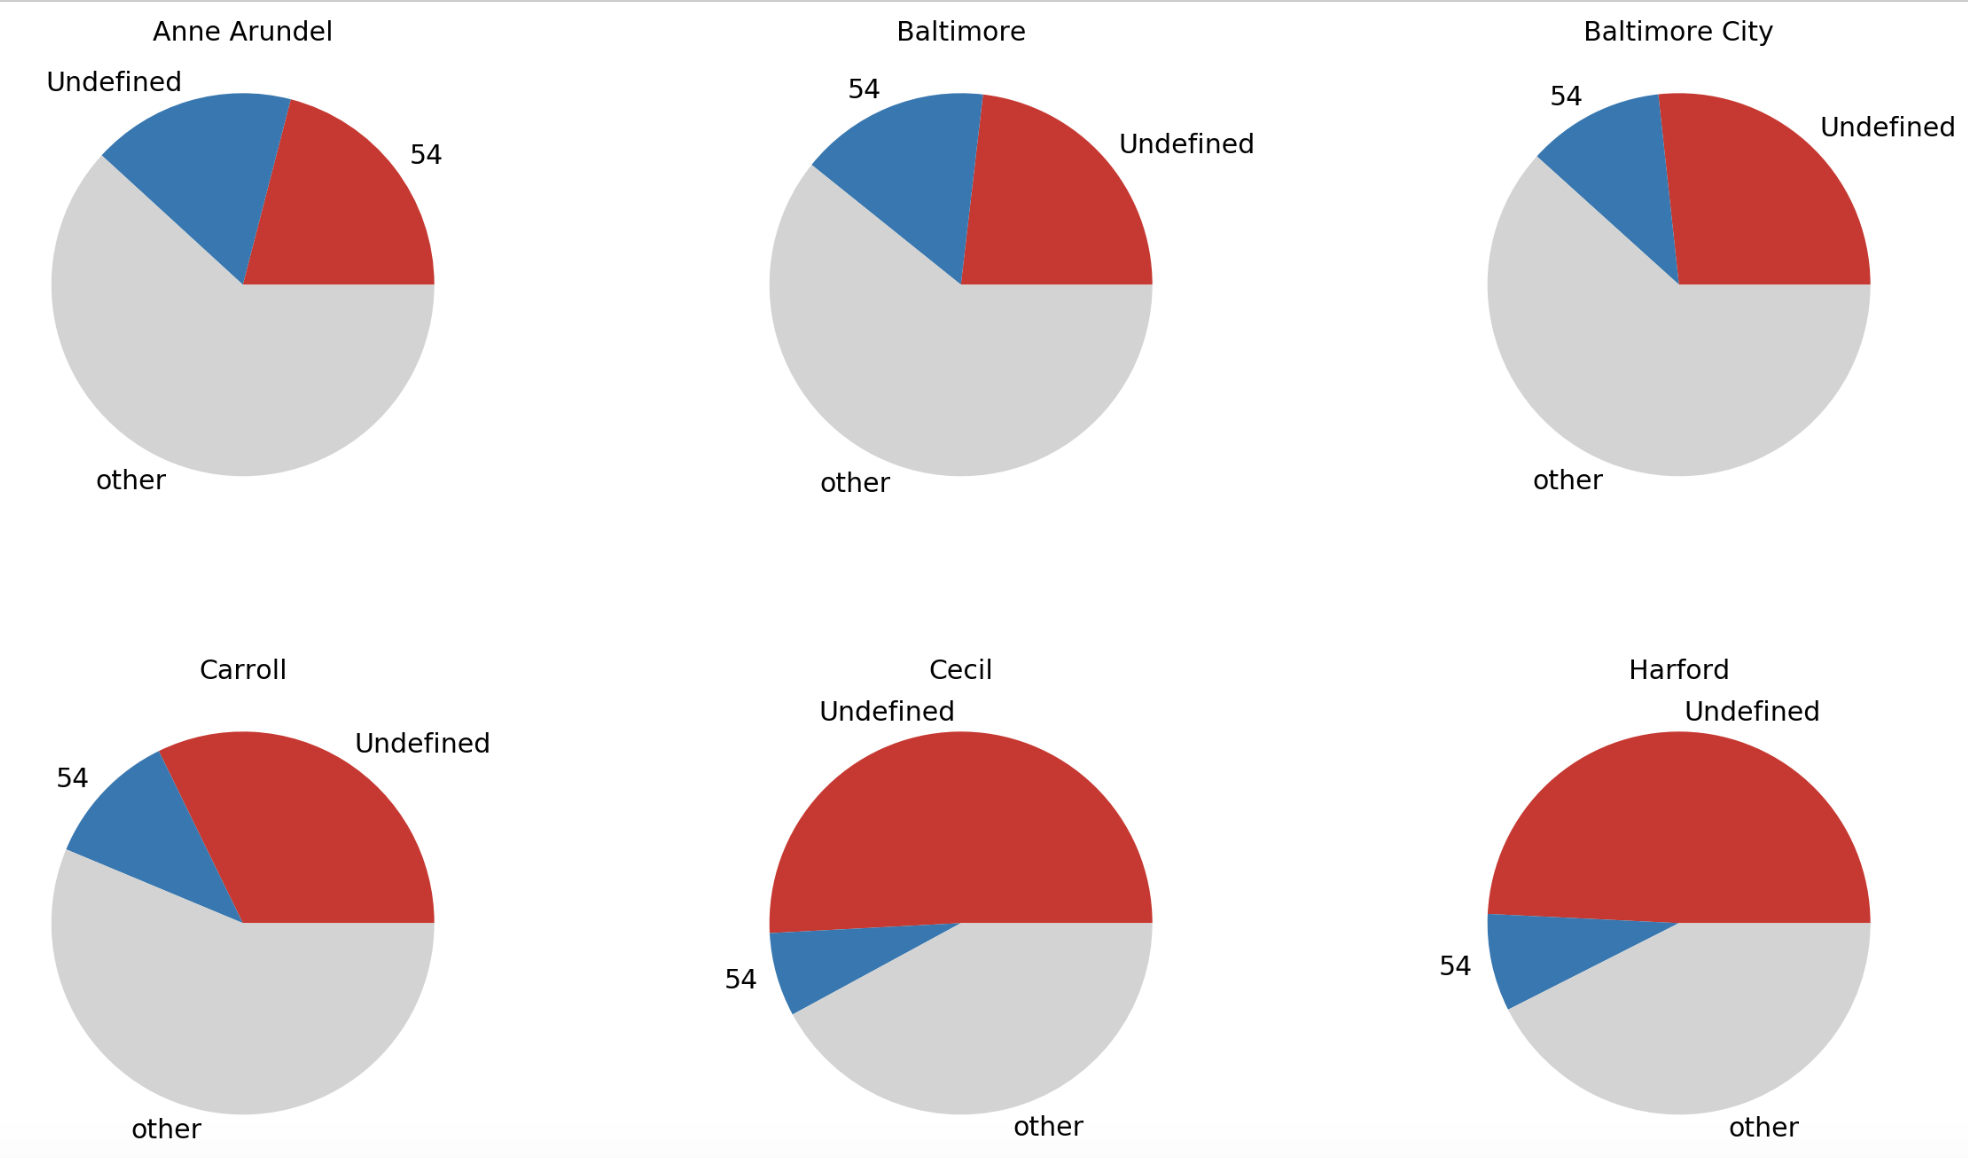 Anne Arundel
Undefined
54
other
Baltimore
54
Undefined
other
Baltimore City
54
Undefined
other
Carroll
54
Undefined
other
Cecil
Undefined
54
other
Harford
Undefined
54
other